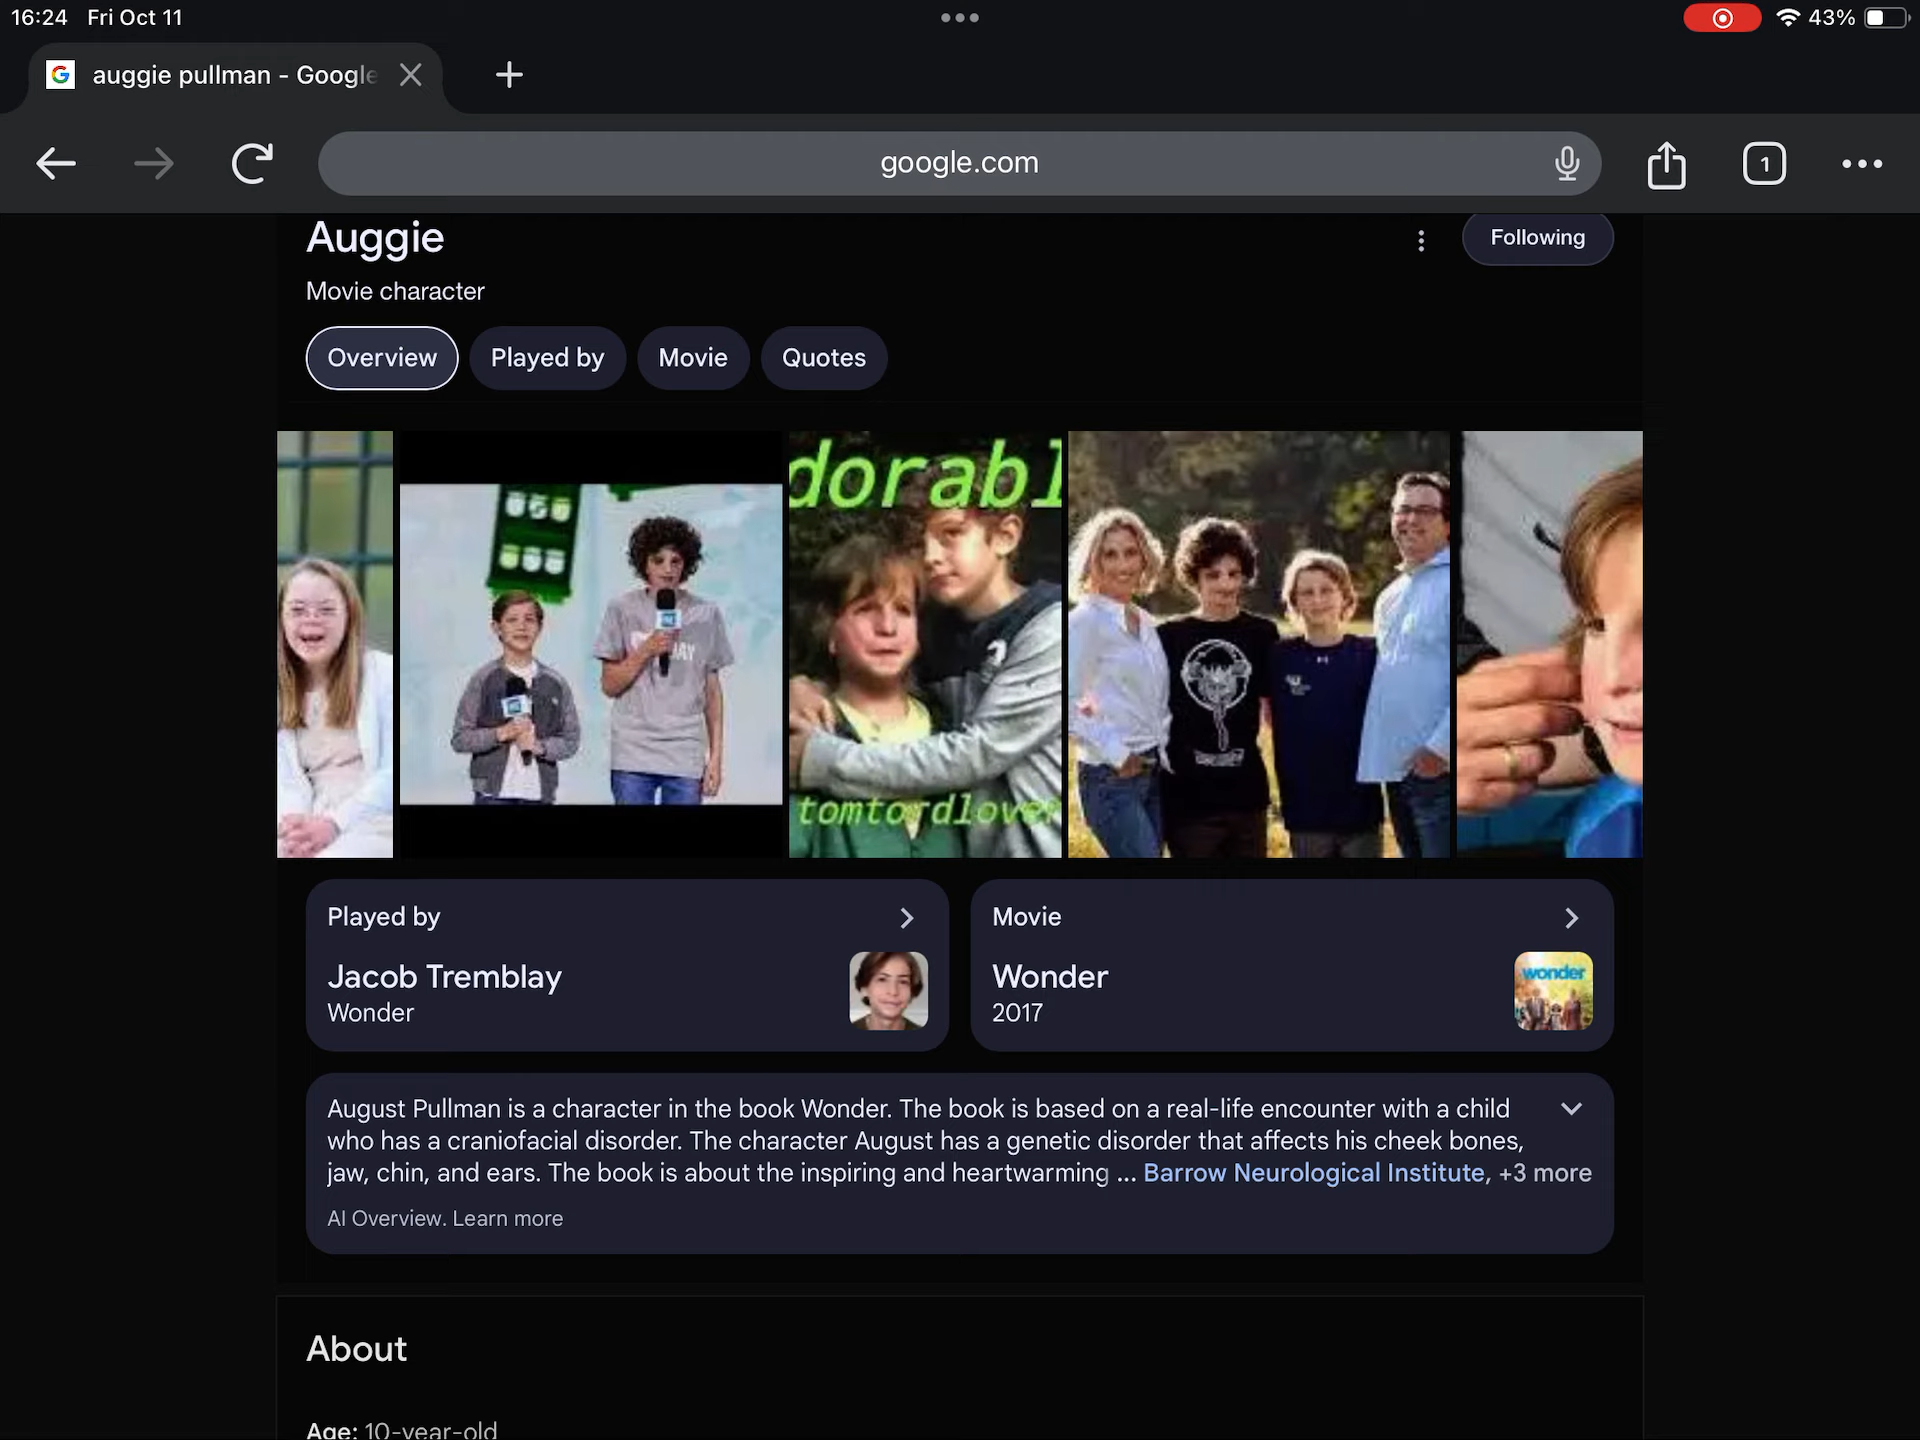 16:24 Fri Oct 11
43%
auggie pullman - Google
google.com
1
Auggie
Following
Movie character
Overview
Played by
Movie
Quotes
dorabl
tomtordlove
Played by
Jacob Tremblay
Wonder
Movie
Wonder
2017
wonder
August Pullman is a character in the book Wonder. The book is based on a real-life encounter with a child
who has a craniofacial disorder. The character August has a genetic disorder that affects his cheek bones,
jaw, chin, and ears. The book is about the inspiring and heartwarming ... Barrow Neurological Institute, +3 more
AI Overview. Learn more
About
Age: 10-year-old